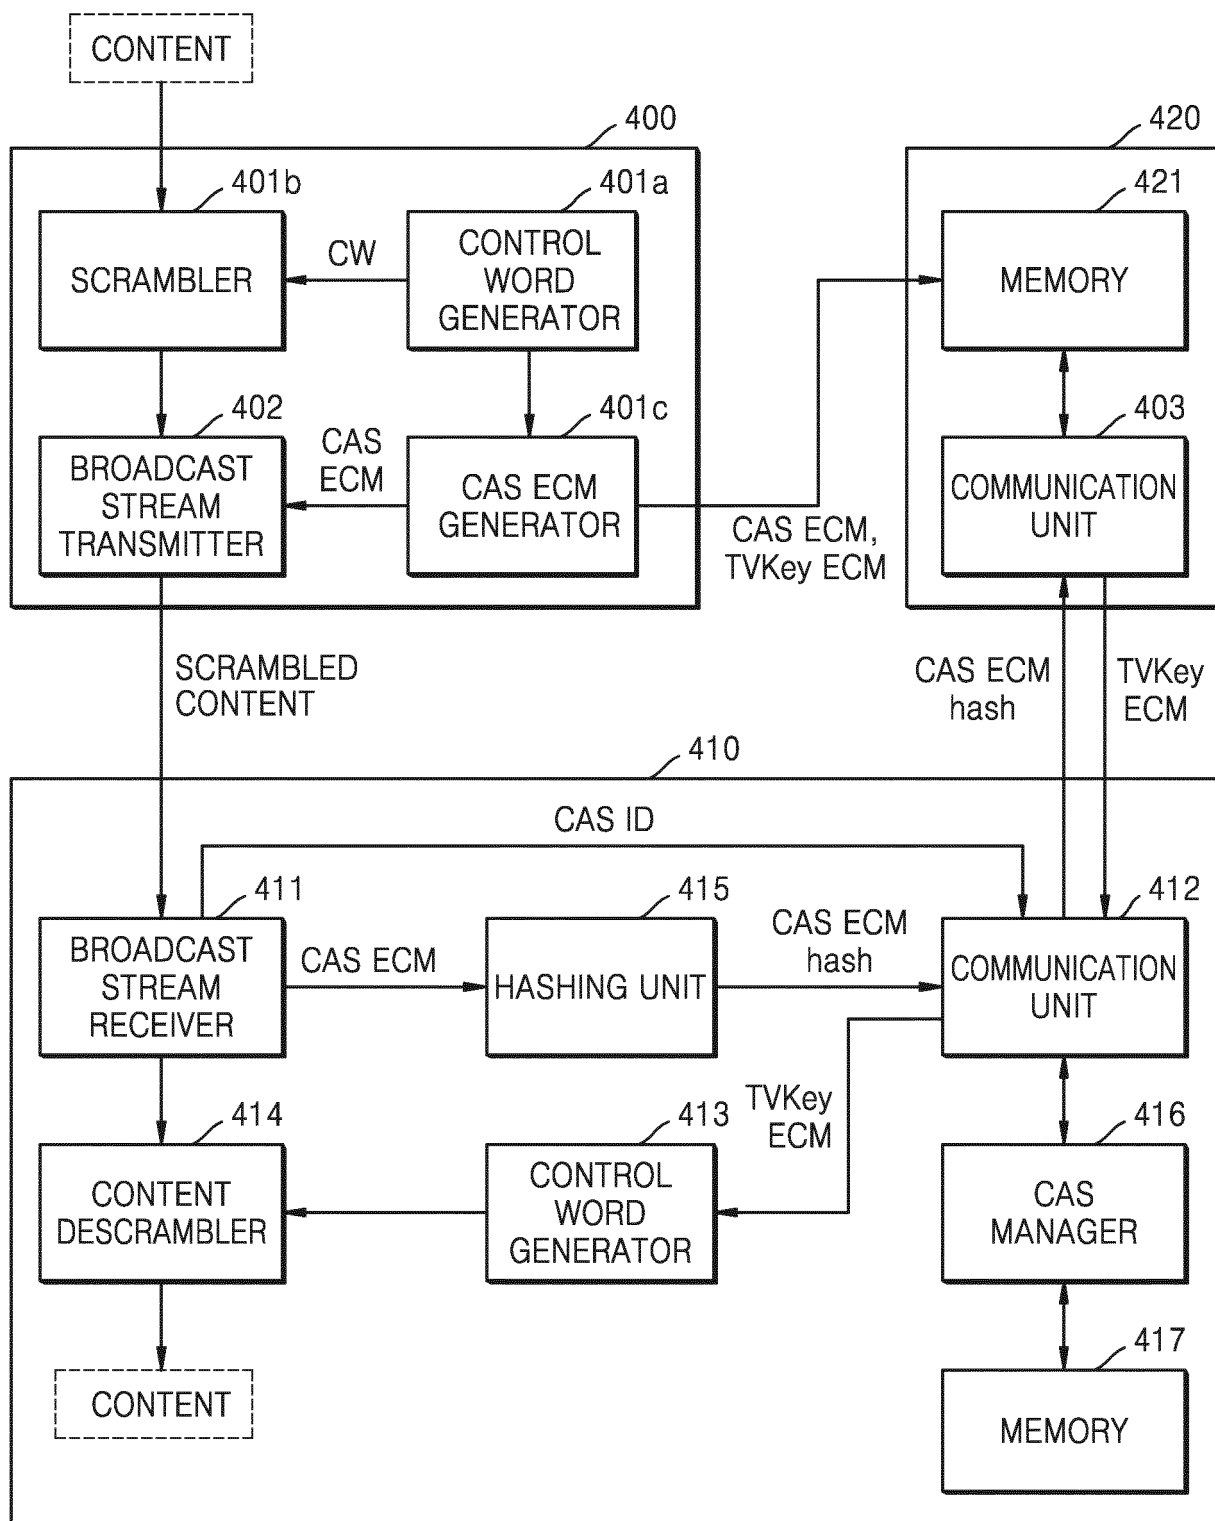 CONTENT
400
420
401b
401a
421
SCRAMBLER
CW
CONTROL
WORD
GENERATOR
MEMORY
402
401c
403
BROADCAST
STREAM
TRANSMITTER
CAS
ECM
CAS ECM
GENERATOR
COMMUNICATION
UNIT
CAS ECM,
TVKey ECM
SCRAMBLED
CONTENT
CAS ECM
hash
TVKey
ECM
410
CAS ID
411
415
412
BROADCAST
STREAM
RECEIVER
CAS ECM
HASHING UNIT
CAS ECM
hash
COMMUNICATION
UNIT
414
413
TVKey
ECM
416
CONTENT
DESCRAMBLER
CONTROL
WORD
GENERATOR
CAS
MANAGER
417
CONTENT
MEMORY